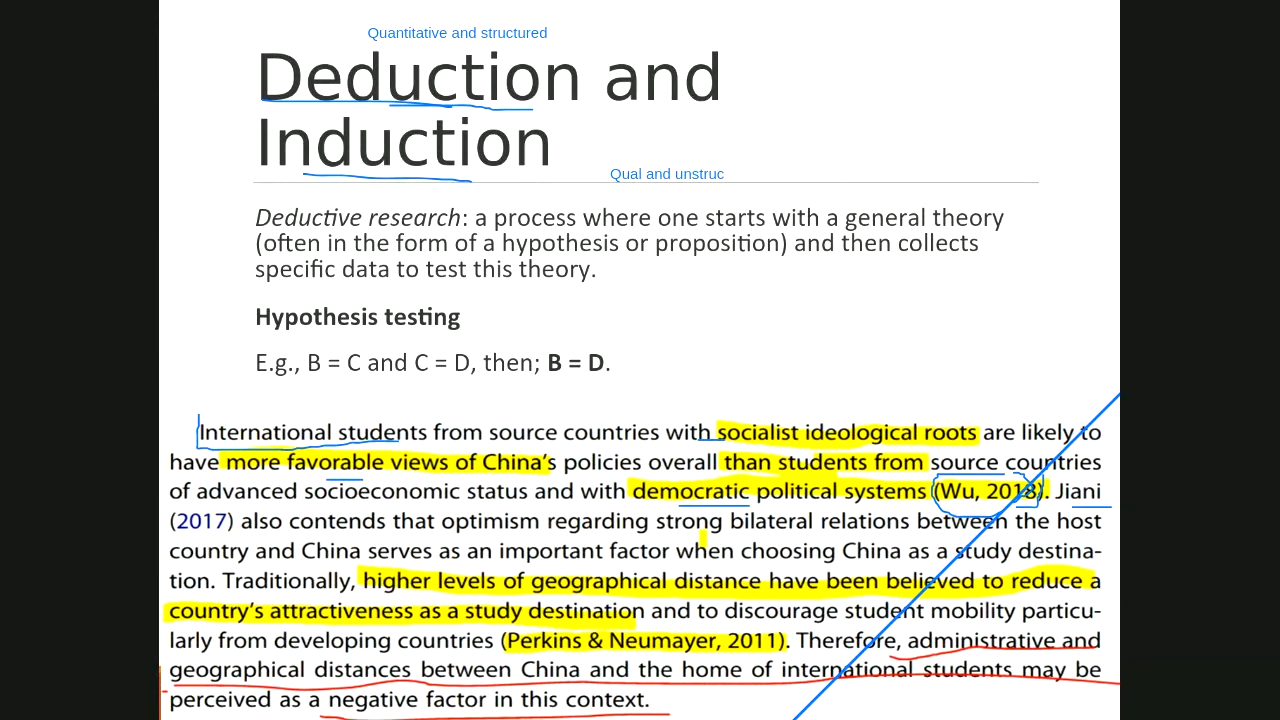 Quantitative and structured
Deduction and
Induction
Qual and unstruc
Deductive research: a process where one starts with a general theory
(often in the form of a hypothesis or proposition) and then collects
specific data to test this theory.
Hypothesis testing
E.g., B = C and C = D, then; B = D.
International students from source countries with socialist ideological roots are likely to
have more favorable views of China's policies overall than students from source countries
of advanced socioeconomic status and with democratic political systems (Wu, 2018). Jiani
(2017) also contends that optimism regarding strong bilateral relations between the host
country and China serves as an important factor when choosing China as a study destina-
tion. Traditionally, higher levels of geographical distance have been believed to reduce a
country's attractiveness as a study destination and to discourage student mobility particu-
larly from developing countries (Perkins & Neumayer, 2011). Therefore, administrative and
geographical distances between China and the home of international students may be
perceived as a negative factor in this context.